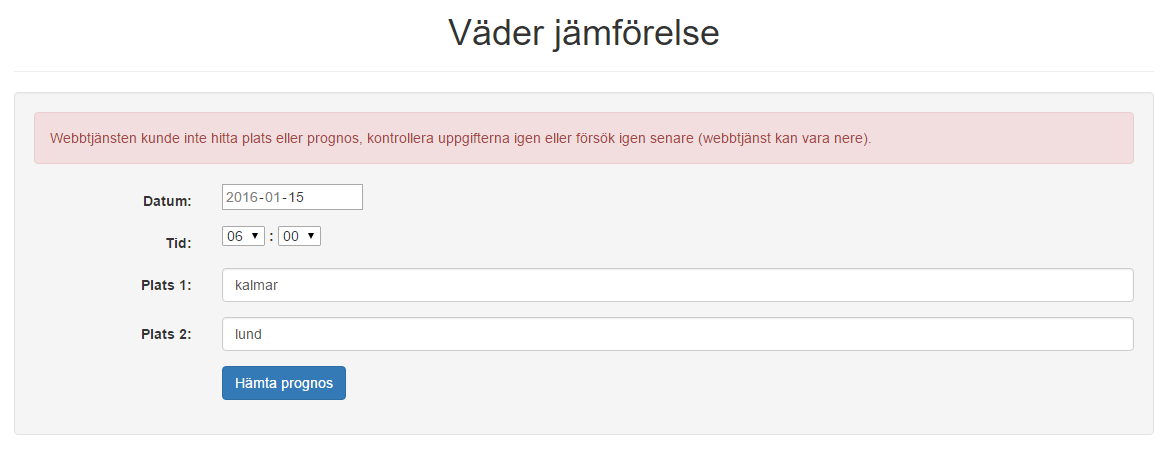 Väder jämförelse
Webbtjänsten kunde inte hitta plats eller prognos, kontrollera uppgifterna igen eller försök igen senare (webbtjänst kan vara nere).
Datum: 2016-01-15
Tid: 06 : 00
Plats 1: kalmar
Plats 2: lund
Hämta prognos